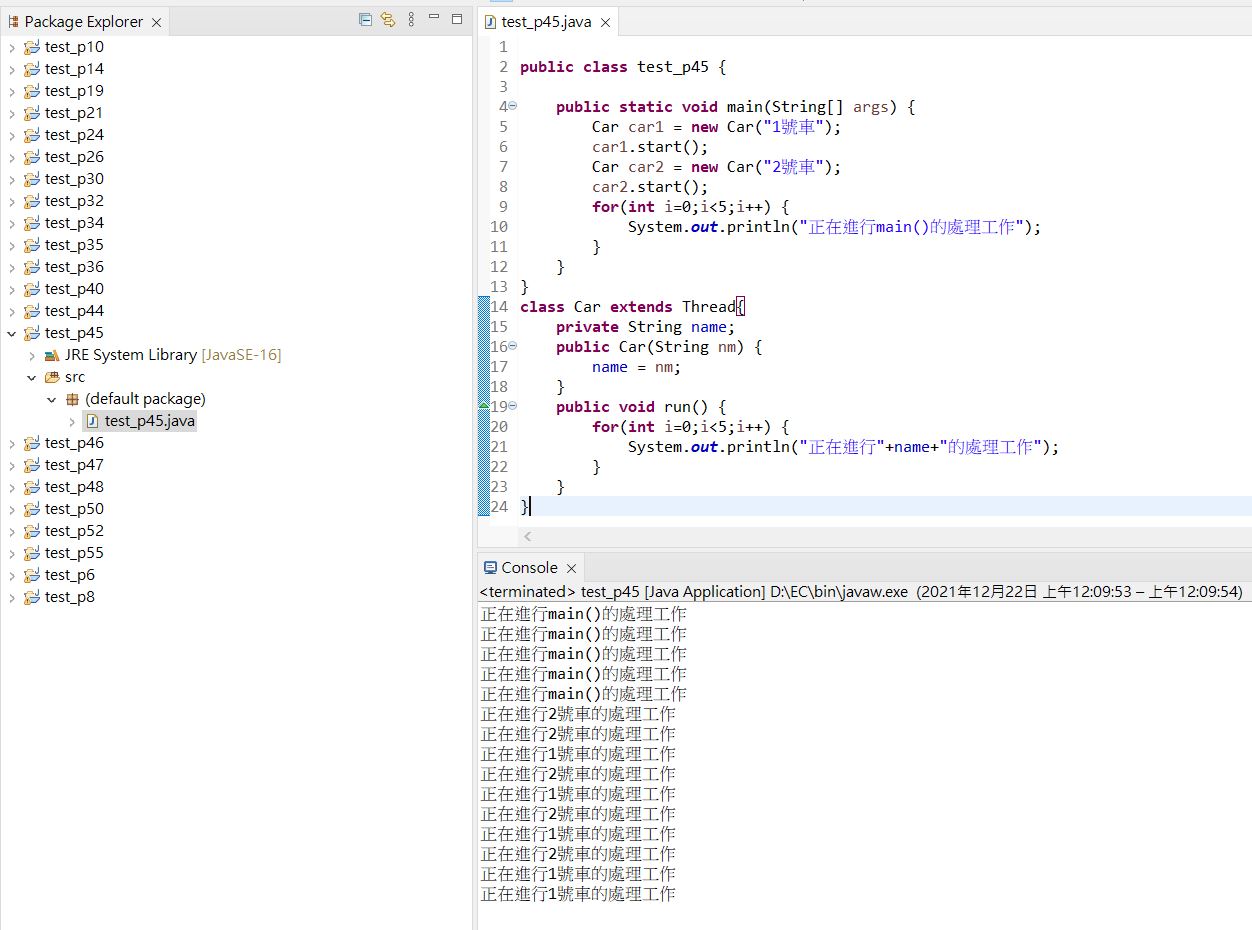 Package Explorer
test_p10
test_p14
test_p19
test_p21
test_p24
test_p26
test_p30
test_p32
test_p34
test_p35
test_p36
test_p40
test_p44
test_p45
JRE System Library [JavaSE-16]
src
(default package)
test_p45.java
test_p46
test_p47
test_p48
test_p50
test_p52
test_p55
test_p6
test_p8
test_p45.java
1
2 public class test_p45 {
3
4 public static void main(String[] args) {
5 Car car1 = new Car("1號車");
6 car1.start();
7 Car car2 = new Car("2號車");
8 car2.start();
9 for(int i=0;i<5;i++) {
10 System.out.println("正在進行main()的處理工作");
11 }
12 }
13 }
14 class Car extends Thread{
15 private String name;
16 public Car(String nm) {
17 name = nm;
18 }
19 public void run() {
20 for(int i=0;i<5;i++) {
21 System.out.println("正在進行"+name+"的處理工作");
22 }
23 }
24 }
Console
<terminated> test_p45 [Java Application] D:\EC\bin\javaw.exe (2021年12月22日 上午12:09:53 – 上午12:09:54)
正在進行main()的處理工作
正在進行main()的處理工作
正在進行main()的處理工作
正在進行main()的處理工作
正在進行main()的處理工作
正在進行2號車的處理工作
正在進行2號車的處理工作
正在進行1號車的處理工作
正在進行2號車的處理工作
正在進行1號車的處理工作
正在進行2號車的處理工作
正在進行1號車的處理工作
正在進行2號車的處理工作
正在進行1號車的處理工作
正在進行1號車的處理工作